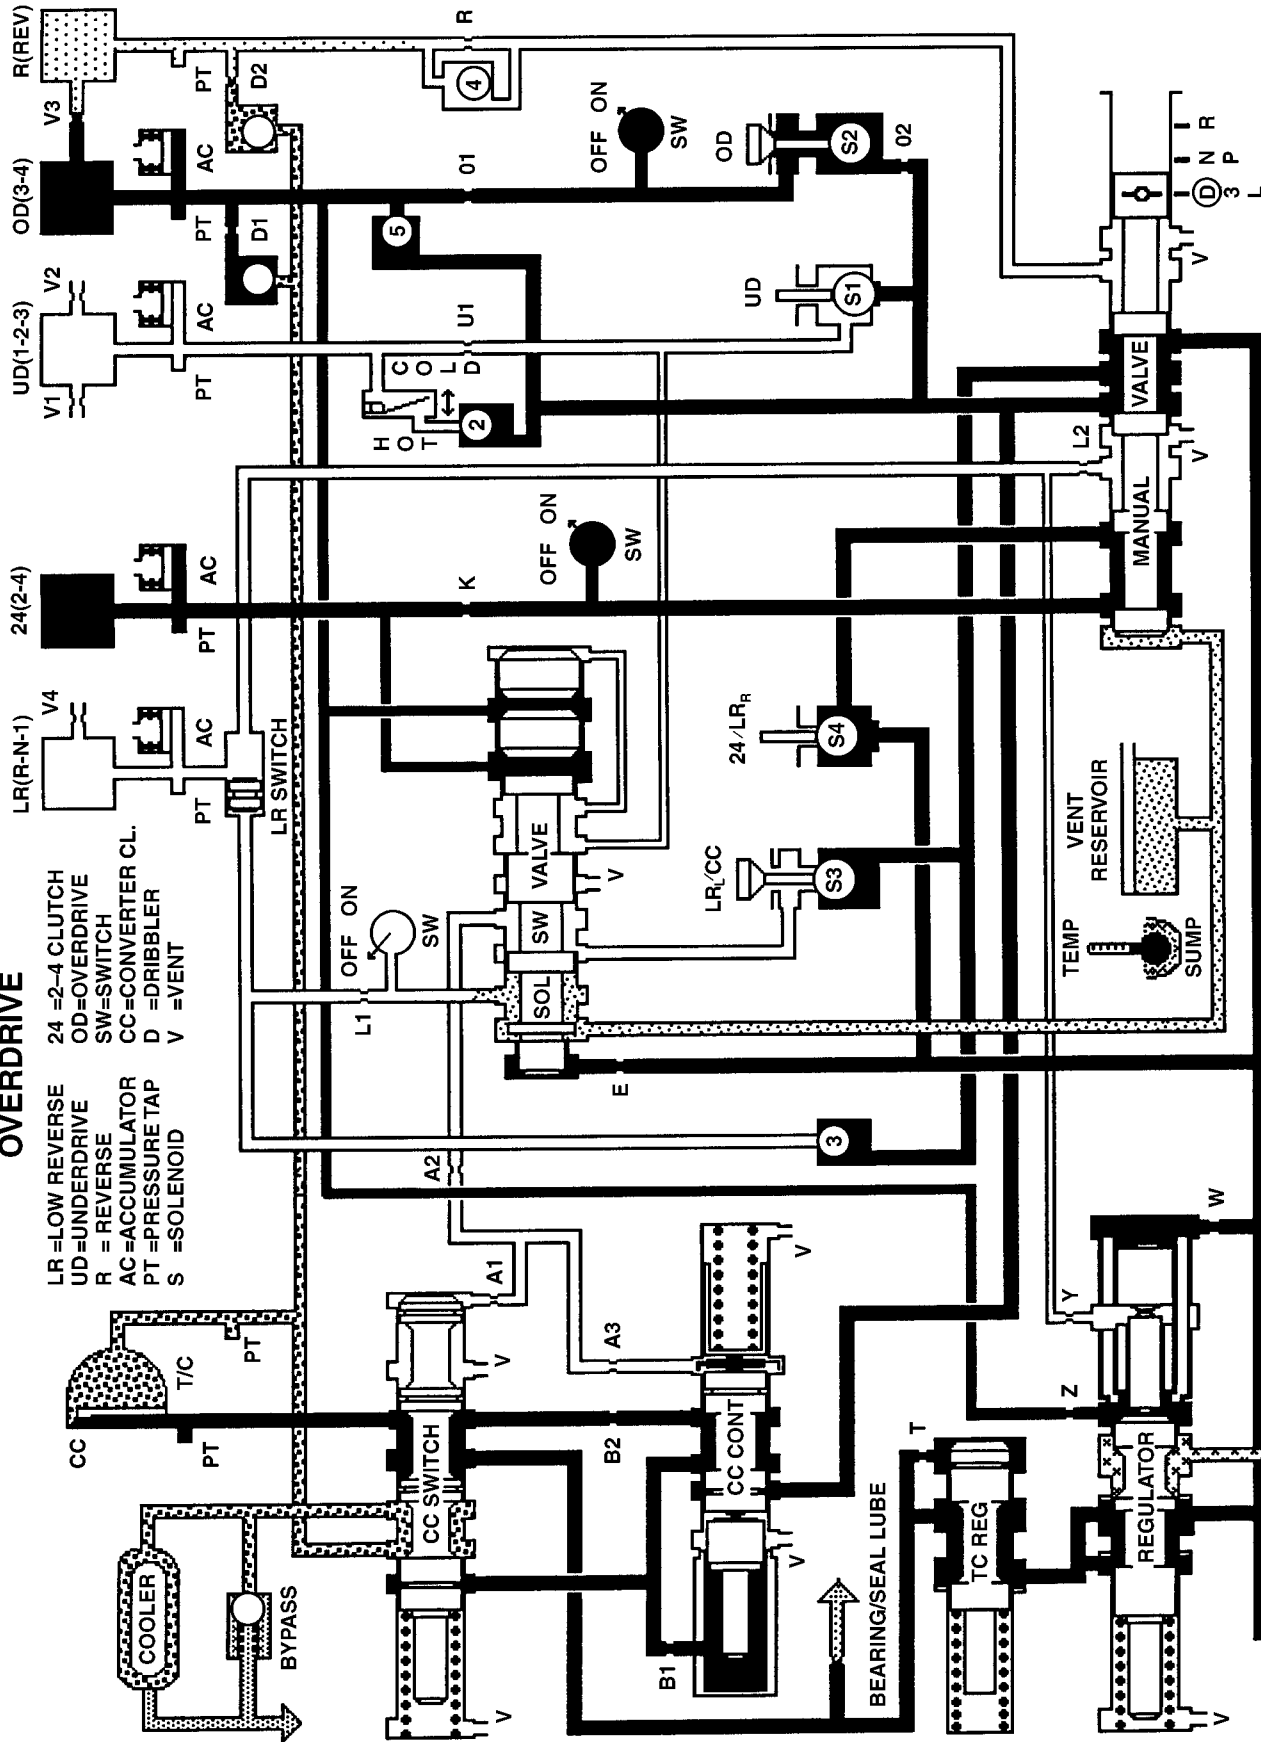 OVERDRIVE
LR =LOW REVERSE
UD=UNDERDRIVE
R = REVERSE
AC=ACCUMULATOR
PT =PRESSURE TAP
S =SOLENOID
24 =2–4 CLUTCH
OD=OVERDRIVE
SW=SWITCH
CC=CONVERTER CL.
D =DRIBBLER
V =VENT
LR(R-N-1)
V4
24(2-4)
UD(1-2-3)
V1
V2
OD(3-4)
V3
R(REV)
PT
AC
PT
AC
PT
AC
PT
AC
PT
D1
D2
LR SWITCH
COOLER
BYPASS
CC
PT
T/C
PT
CC SWITCH
V
V
A1
A2
A3
L1
OFF ON
SW
K
OFF ON
SW
HOT
COLD
2
U1
5
01
4
R
OFF ON
SW
SOL
SW
VALVE
V
E
B1
B2
CC CONT
V
V
3
LRL/CC
S3
24/LRR
S4
UD
S1
OD
S2
02
BEARING/SEAL LUBE
T
TC REG
TEMP
SUMP
VENT
RESERVOIR
Z
Y
REGULATOR
V
W
L2
MANUAL
V
VALVE
V
D
N
R
3
P
L